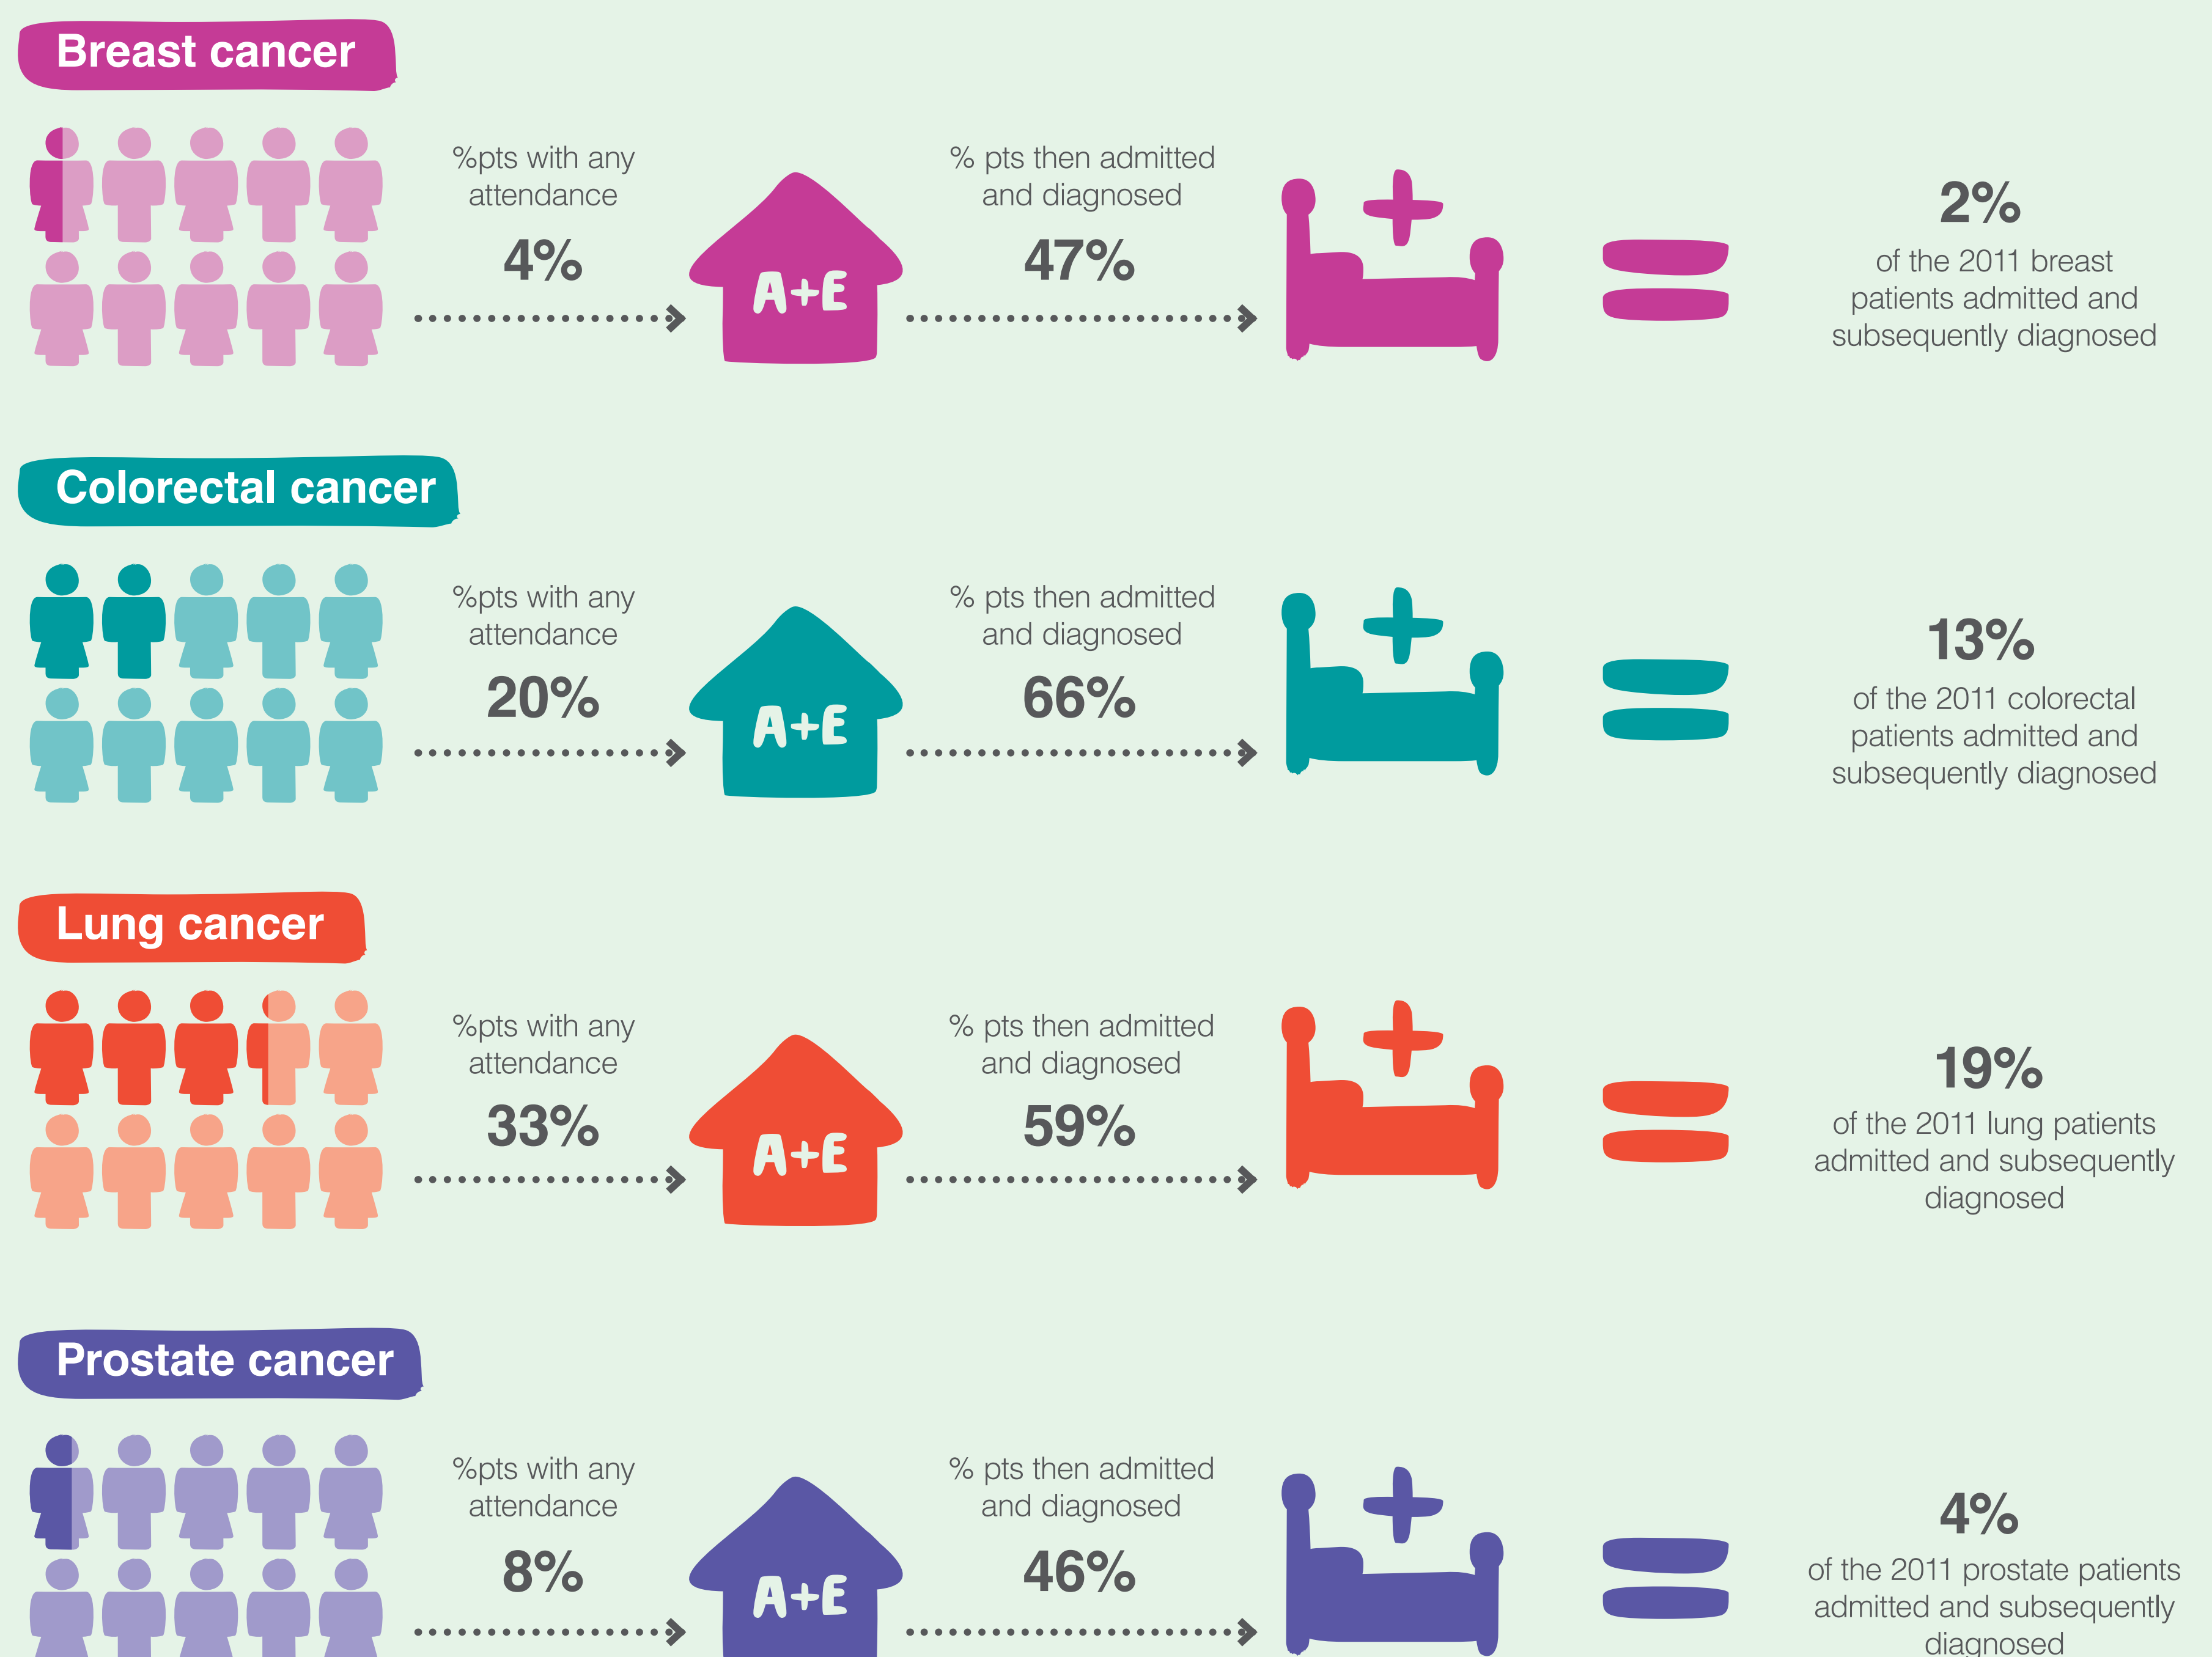 Breast cancer
%pts with any
attendance
4%
A+E
% pts then admitted
and diagnosed
47%
2%
of the 2011 breast
patients admitted and
subsequently diagnosed
Colorectal cancer
%pts with any
attendance
20%
A+E
% pts then admitted
and diagnosed
66%
13%
of the 2011 colorectal
patients admitted and
subsequently diagnosed
Lung cancer
%pts with any
attendance
33%
A+E
% pts then admitted
and diagnosed
59%
19%
of the 2011 lung patients
admitted and subsequently
diagnosed
Prostate cancer
%pts with any
attendance
8%
A+E
% pts then admitted
and diagnosed
46%
4%
of the 2011 prostate patients
admitted and subsequently
diagnosed